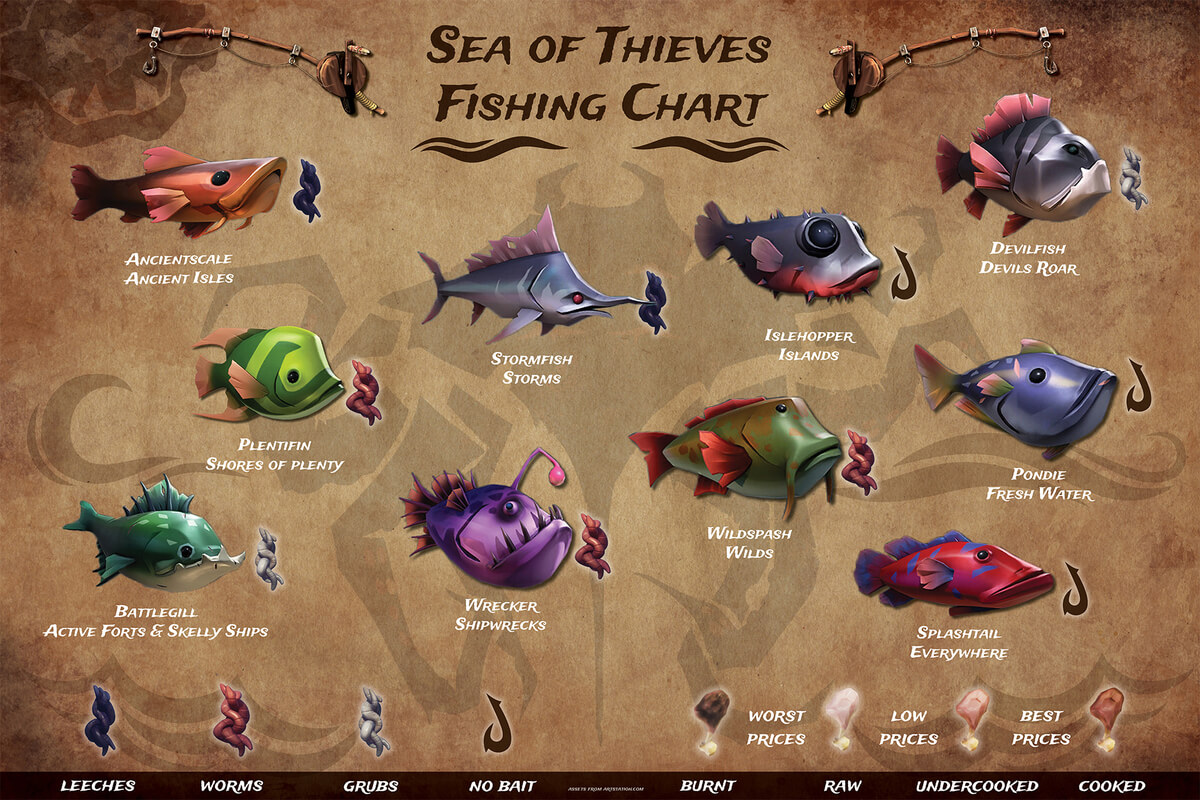 Sea of Thieves
Fishing Chart
Ancientscale
Ancient Isles
Devilfish
Devils Roar
Stormfish
Storms
Islehopper
Islands
Plentifin
Shores of plenty
Pondie
Fresh Water
Wildspash
Wilds
Battlegill
Active Forts & Skelly Ships
Wrecker
Shipwrecks
Splashtail
Everywhere
Worst
Prices
Low
Prices
Best
Prices
Leeches
Worms
Grubs
No Bait
Assets from artstation.com
Burnt
Raw
Undercooked
Cooked